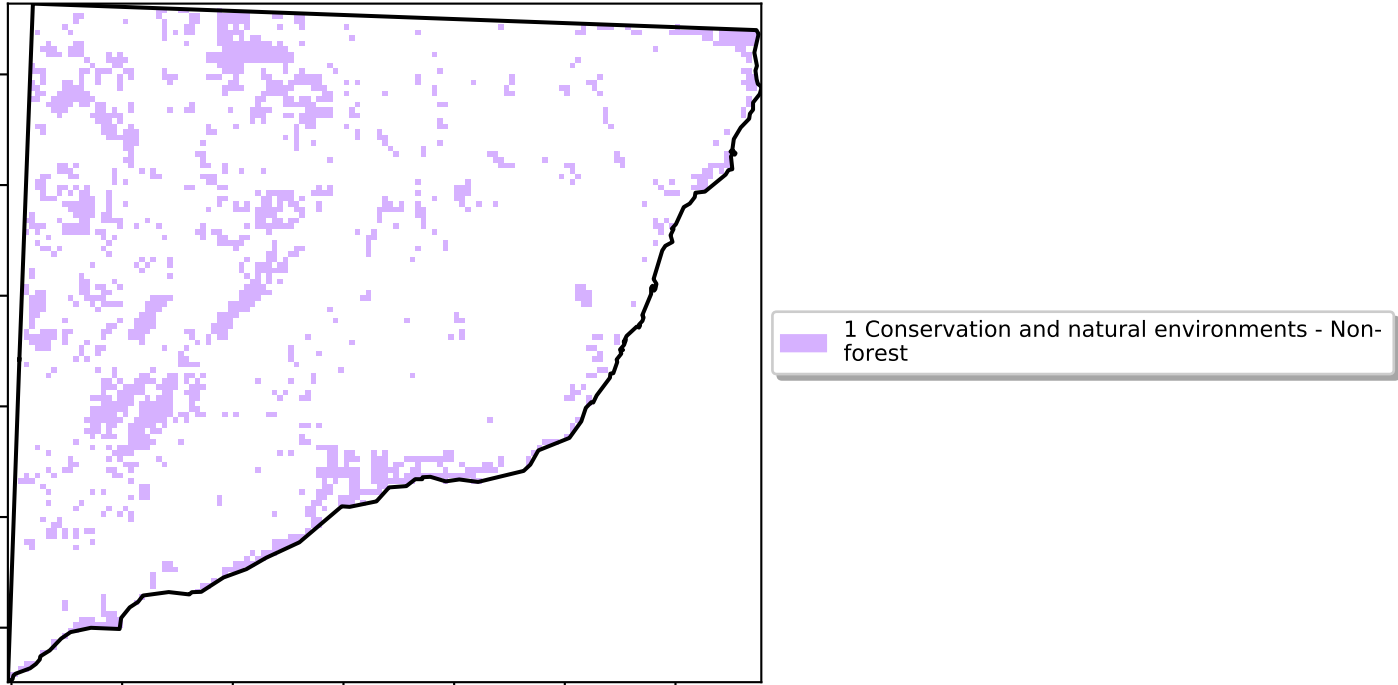 1 Conservation and natural environments - Non-
forest